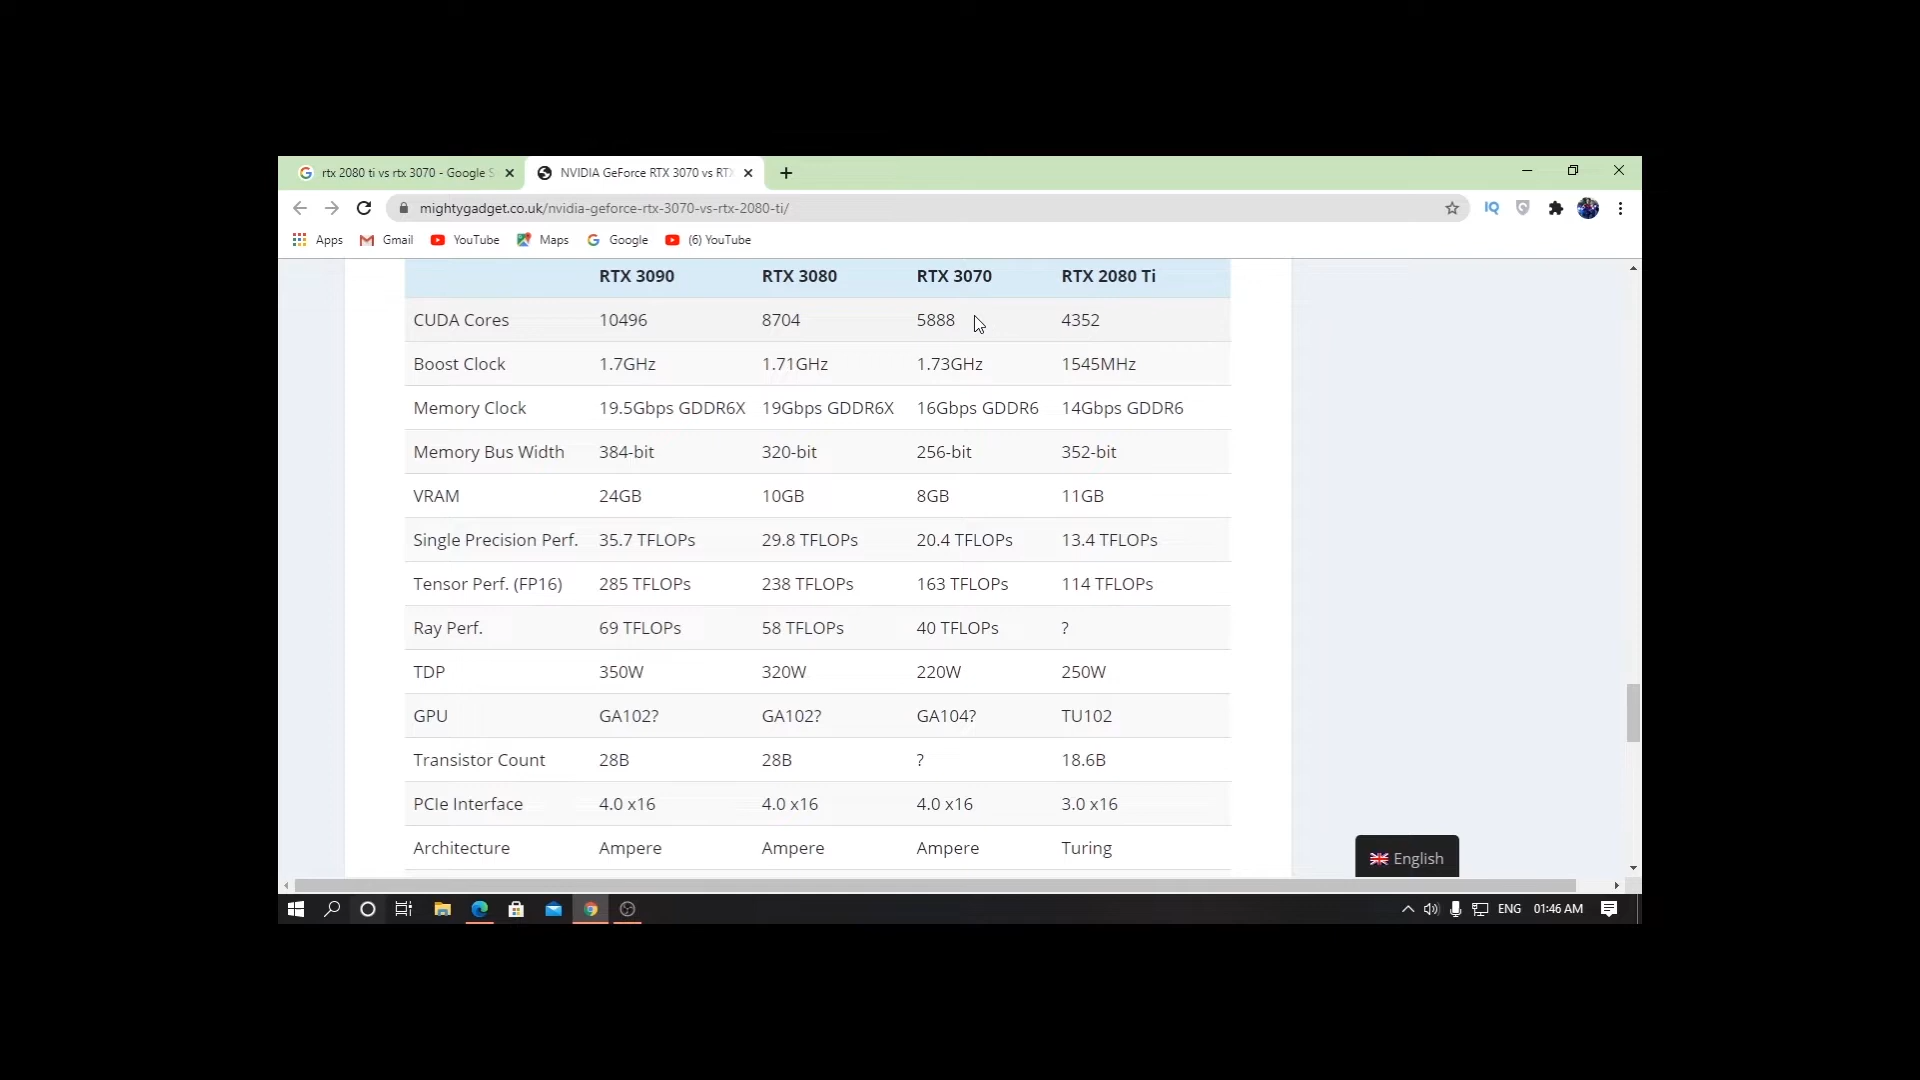 rtx 2080 ti vs rtx 3070 - Google S
NVIDIA GeForce RTX 3070 vs RTX
mightygadget.co.uk/nvidia-geforce-rtx-3070-vs-rtx-2080-ti/
IQ
Apps Gmail YouTube Maps Google (6) YouTube
RTX 3090 RTX 3080 RTX 3070 RTX 2080 Ti
CUDA Cores 10496 8704 5888 4352
Boost Clock 1.7GHz 1.71GHz 1.73GHz 1545MHz
Memory Clock 19.5Gbps GDDR6X 19Gbps GDDR6X 16Gbps GDDR6 14Gbps GDDR6
Memory Bus Width 384-bit 320-bit 256-bit 352-bit
VRAM 24GB 10GB 8GB 11GB
Single Precision Perf. 35.7 TFLOPs 29.8 TFLOPs 20.4 TFLOPs 13.4 TFLOPs
Tensor Perf. (FP16) 285 TFLOPs 238 TFLOPs 163 TFLOPs 114 TFLOPs
Ray Perf. 69 TFLOPs 58 TFLOPs 40 TFLOPs ?
TDP 350W 320W 220W 250W
GPU GA102? GA102? GA104? TU102
Transistor Count 28B 28B ? 18.6B
PCIe Interface 4.0 x16 4.0 x16 4.0 x16 3.0 x16
Architecture Ampere Ampere Ampere Turing
English
ENG 01:46 AM